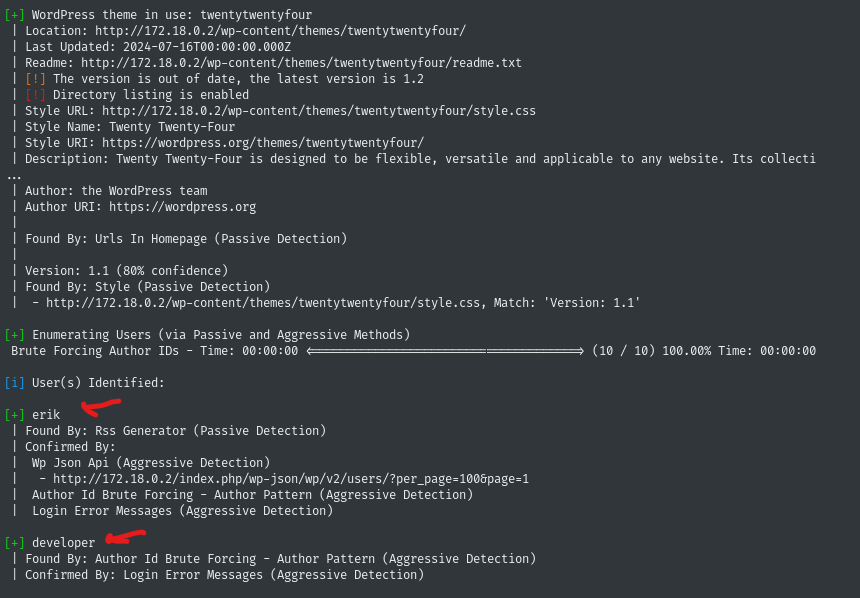 [+] WordPress theme in use: twentytwentyfour
| Location: http://172.18.0.2/wp-content/themes/twentytwentyfour/
| Last Updated: 2024-07-16T00:00:00.000Z
| Readme: http://172.18.0.2/wp-content/themes/twentytwentyfour/readme.txt
| [!] The version is out of date, the latest version is 1.2
| [!] Directory listing is enabled
| Style URL: http://172.18.0.2/wp-content/themes/twentytwentyfour/style.css
| Style Name: Twenty Twenty-Four
| Style URI: https://wordpress.org/themes/twentytwentyfour/
| Description: Twenty Twenty-Four is designed to be flexible, versatile and applicable to any website. Its collecti
...
| Author: the WordPress team
| Author URI: https://wordpress.org
|
| Found By: Urls In Homepage (Passive Detection)
|
| Version: 1.1 (80% confidence)
| Found By: Style (Passive Detection)
|  - http://172.18.0.2/wp-content/themes/twentytwentyfour/style.css, Match: 'Version: 1.1'
[+] Enumerating Users (via Passive and Aggressive Methods)
Brute Forcing Author IDs - Time: 00:00:00 <======================================> (10 / 10) 100.00% Time: 00:00:00
[i] User(s) Identified:
[+] erik
| Found By: Rss Generator (Passive Detection)
| Confirmed By:
|  Wp Json Api (Aggressive Detection)
|   - http://172.18.0.2/index.php/wp-json/wp/v2/users/?per_page=100&page=1
|  Author Id Brute Forcing - Author Pattern (Aggressive Detection)
|  Login Error Messages (Aggressive Detection)
[+] developer
| Found By: Author Id Brute Forcing - Author Pattern (Aggressive Detection)
| Confirmed By: Login Error Messages (Aggressive Detection)